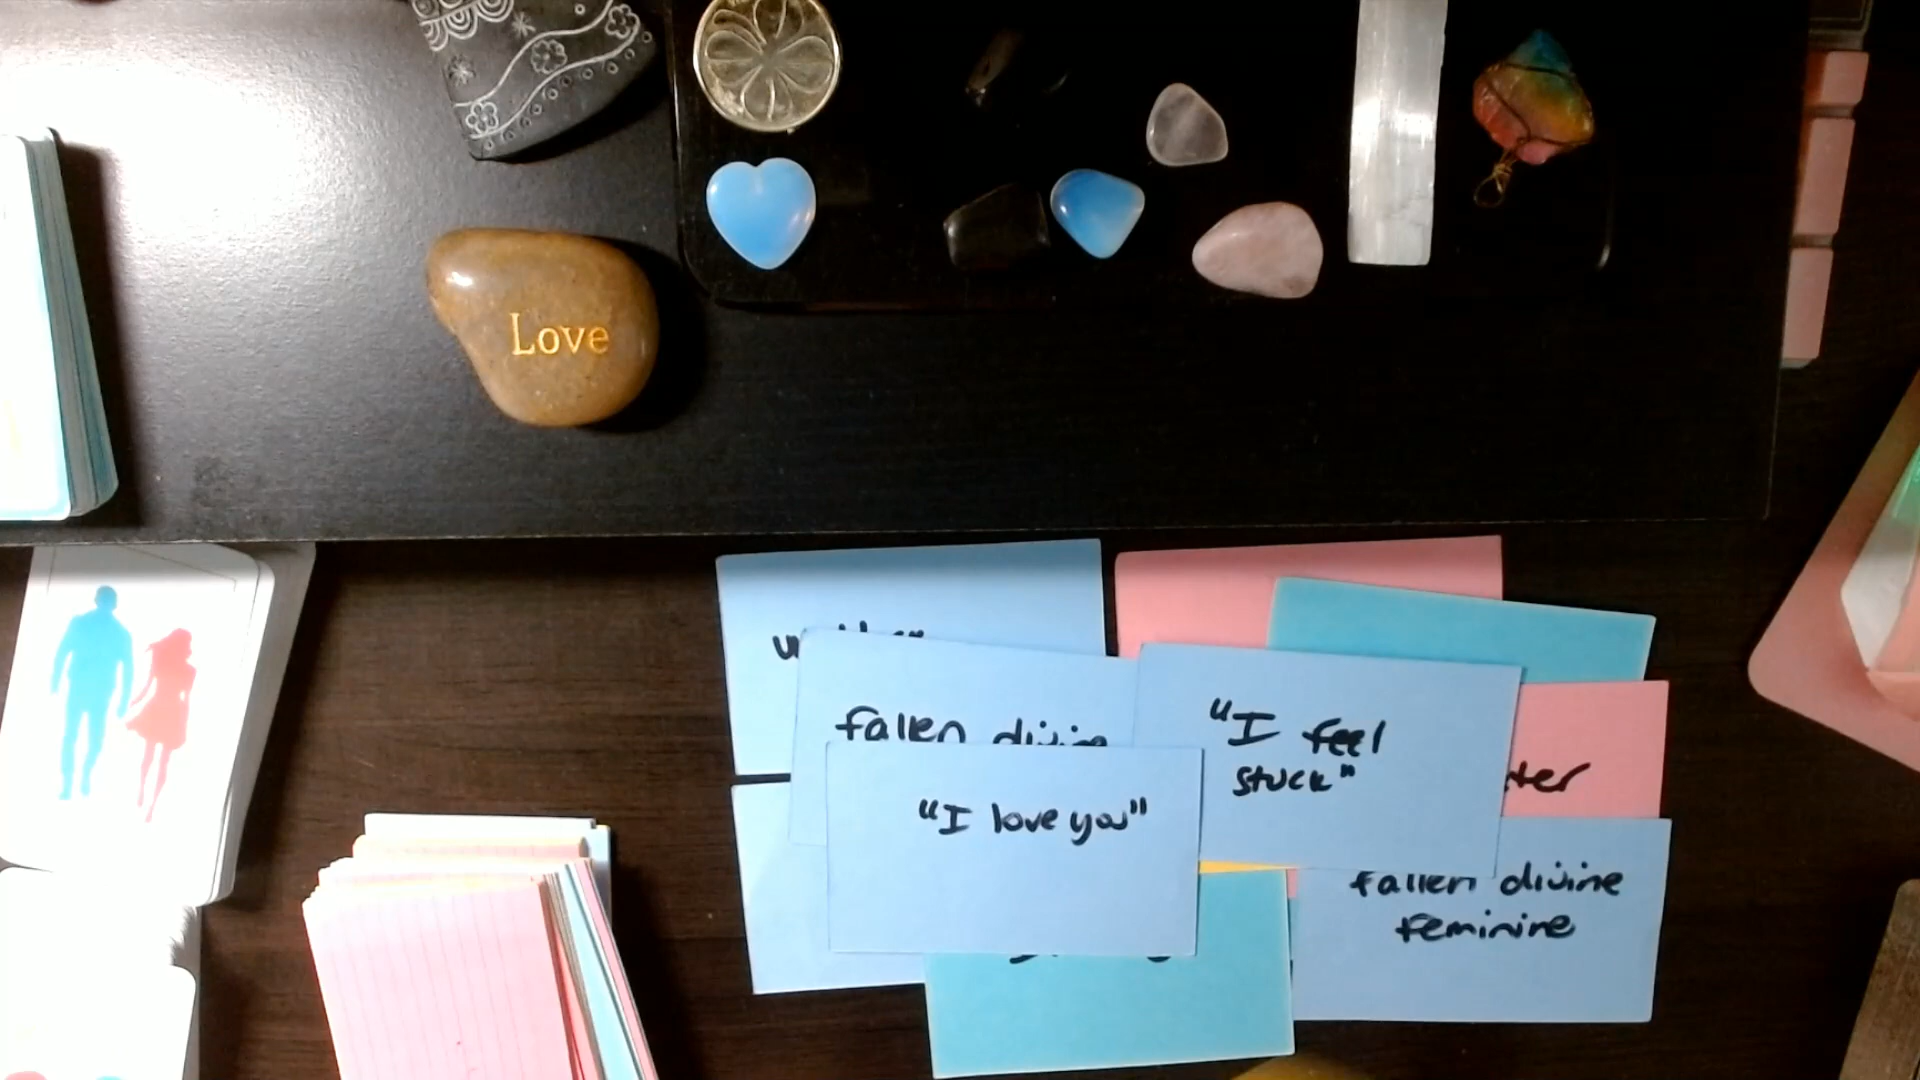 Love
fallen
"I feel
stuck"
"I love you"
fallen divine
feminine